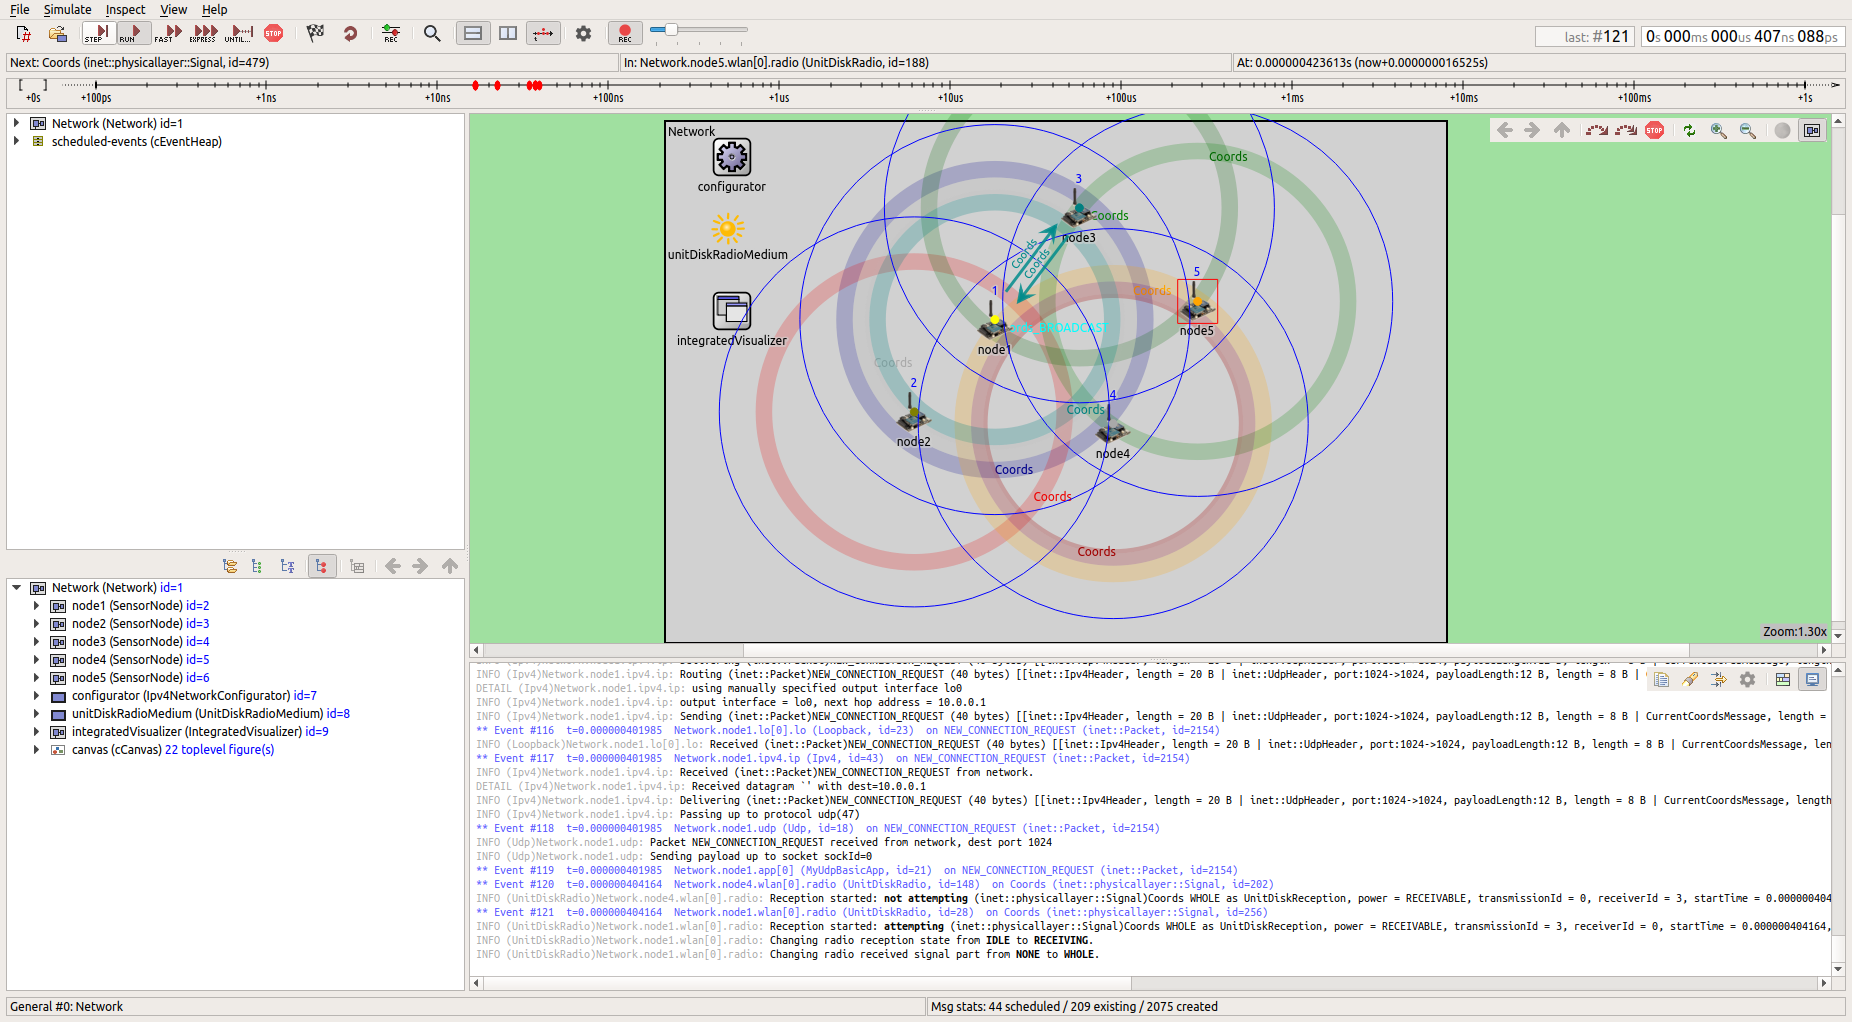 File Simulate Inspect View Help
STEP RUN FAST EXPRESS UNTIL... STOP REC REC
last: #121 0s 000ms 000us 407ns 088ps
Next: Coords (inet::physicallayer::Signal, id=479) In: Network.node5.wlan[0].radio (UnitDiskRadio, id=188) At: 0.000000423613s (now+0.000000016525s)
+0s +100ps +1ns +10ns +100ns +1us +10us +100us +1ms +10ms +100ms +1s
Network (Network) id=1
scheduled-events (cEventHeap)
Network (Network) id=1
node1 (SensorNode) id=2
node2 (SensorNode) id=3
node3 (SensorNode) id=4
node4 (SensorNode) id=5
node5 (SensorNode) id=6
configurator (Ipv4NetworkConfigurator) id=7
unitDiskRadioMedium (UnitDiskRadioMedium) id=8
integratedVisualizer (IntegratedVisualizer) id=9
canvas (cCanvas) 22 toplevel figure(s)
Network
STOP
configurator
unitDiskRadioMedium
integratedVisualizer
Coords
3
Coords
node3
Coords
Coords
5
Coords
node5
1
BROADCAST
node1
Coords
2
node2
4
Coords
node4
Coords
Coords
Coords
Zoom:1.30x
INFO (Ipv4)Network.node1.ipv4.ip: Routing (inet::Packet)NEW_CONNECTION_REQUEST (40 bytes) [[inet::Ipv4Header, length = 20 B | inet::UdpHeader, port:1024->1024, payloadLength:12 B, length = 8 B |
DETAIL (Ipv4)Network.node1.ipv4.ip: using manually specified output interface lo0
INFO (Ipv4)Network.node1.ipv4.ip: output interface = lo0, next hop address = 10.0.0.1
INFO (Ipv4)Network.node1.ipv4.ip: Sending (inet::Packet)NEW_CONNECTION_REQUEST (40 bytes) [[inet::Ipv4Header, length = 20 B | inet::UdpHeader, port:1024->1024, payloadLength:12 B, length = 8 B | CurrentCoordsMessage, length =
** Event #116 t=0.000000401985 Network.node1.lo[0].lo (Loopback, id=23) on NEW_CONNECTION_REQUEST (inet::Packet, id=2154)
INFO (Loopback)Network.node1.lo[0].lo: Received (inet::Packet)NEW_CONNECTION_REQUEST (40 bytes) [[inet::Ipv4Header, length = 20 B | inet::UdpHeader, port:1024->1024, payloadLength:12 B, length = 8 B | CurrentCoordsMessage, len
** Event #117 t=0.000000401985 Network.node1.ipv4.ip (Ipv4, id=43) on NEW_CONNECTION_REQUEST (inet::Packet, id=2154)
INFO (Ipv4)Network.node1.ipv4.ip: Received (inet::Packet)NEW_CONNECTION_REQUEST from network.
DETAIL (Ipv4)Network.node1.ipv4.ip: Received datagram `' with dest=10.0.0.1
INFO (Ipv4)Network.node1.ipv4.ip: Delivering (inet::Packet)NEW_CONNECTION_REQUEST (40 bytes) [[inet::Ipv4Header, length = 20 B | inet::UdpHeader, port:1024->1024, payloadLength:12 B, length = 8 B | CurrentCoordsMessage, length
INFO (Ipv4)Network.node1.ipv4.ip: Passing up to protocol udp(47)
** Event #118 t=0.000000401985 Network.node1.udp (Udp, id=18) on NEW_CONNECTION_REQUEST (inet::Packet, id=2154)
INFO (Udp)Network.node1.udp: Packet NEW_CONNECTION_REQUEST received from network, dest port 1024
INFO (Udp)Network.node1.udp: Sending payload up to socket sockId=0
** Event #119 t=0.000000401985 Network.node1.app[0] (MyUdpBasicApp, id=21) on NEW_CONNECTION_REQUEST (inet::Packet, id=2154)
** Event #120 t=0.000000404164 Network.node4.wlan[0].radio (UnitDiskRadio, id=148) on Coords (inet::physicallayer::Signal, id=202)
INFO (UnitDiskRadio)Network.node4.wlan[0].radio: Reception started: not attempting (inet::physicallayer::Signal)Coords WHOLE as UnitDiskReception, power = RECEIVABLE, transmissionId = 0, receiverId = 3, startTime = 0.000000404
** Event #121 t=0.000000404164 Network.node1.wlan[0].radio (UnitDiskRadio, id=28) on Coords (inet::physicallayer::Signal, id=256)
INFO (UnitDiskRadio)Network.node1.wlan[0].radio: Reception started: attempting (inet::physicallayer::Signal)Coords WHOLE as UnitDiskReception, power = RECEIVABLE, transmissionId = 3, receiverId = 0, startTime = 0.000000404164,
INFO (UnitDiskRadio)Network.node1.wlan[0].radio: Changing radio reception state from IDLE to RECEIVING.
INFO (UnitDiskRadio)Network.node1.wlan[0].radio: Changing radio received signal part from NONE to WHOLE.
General #0: Network Msg stats: 44 scheduled / 209 existing / 2075 created